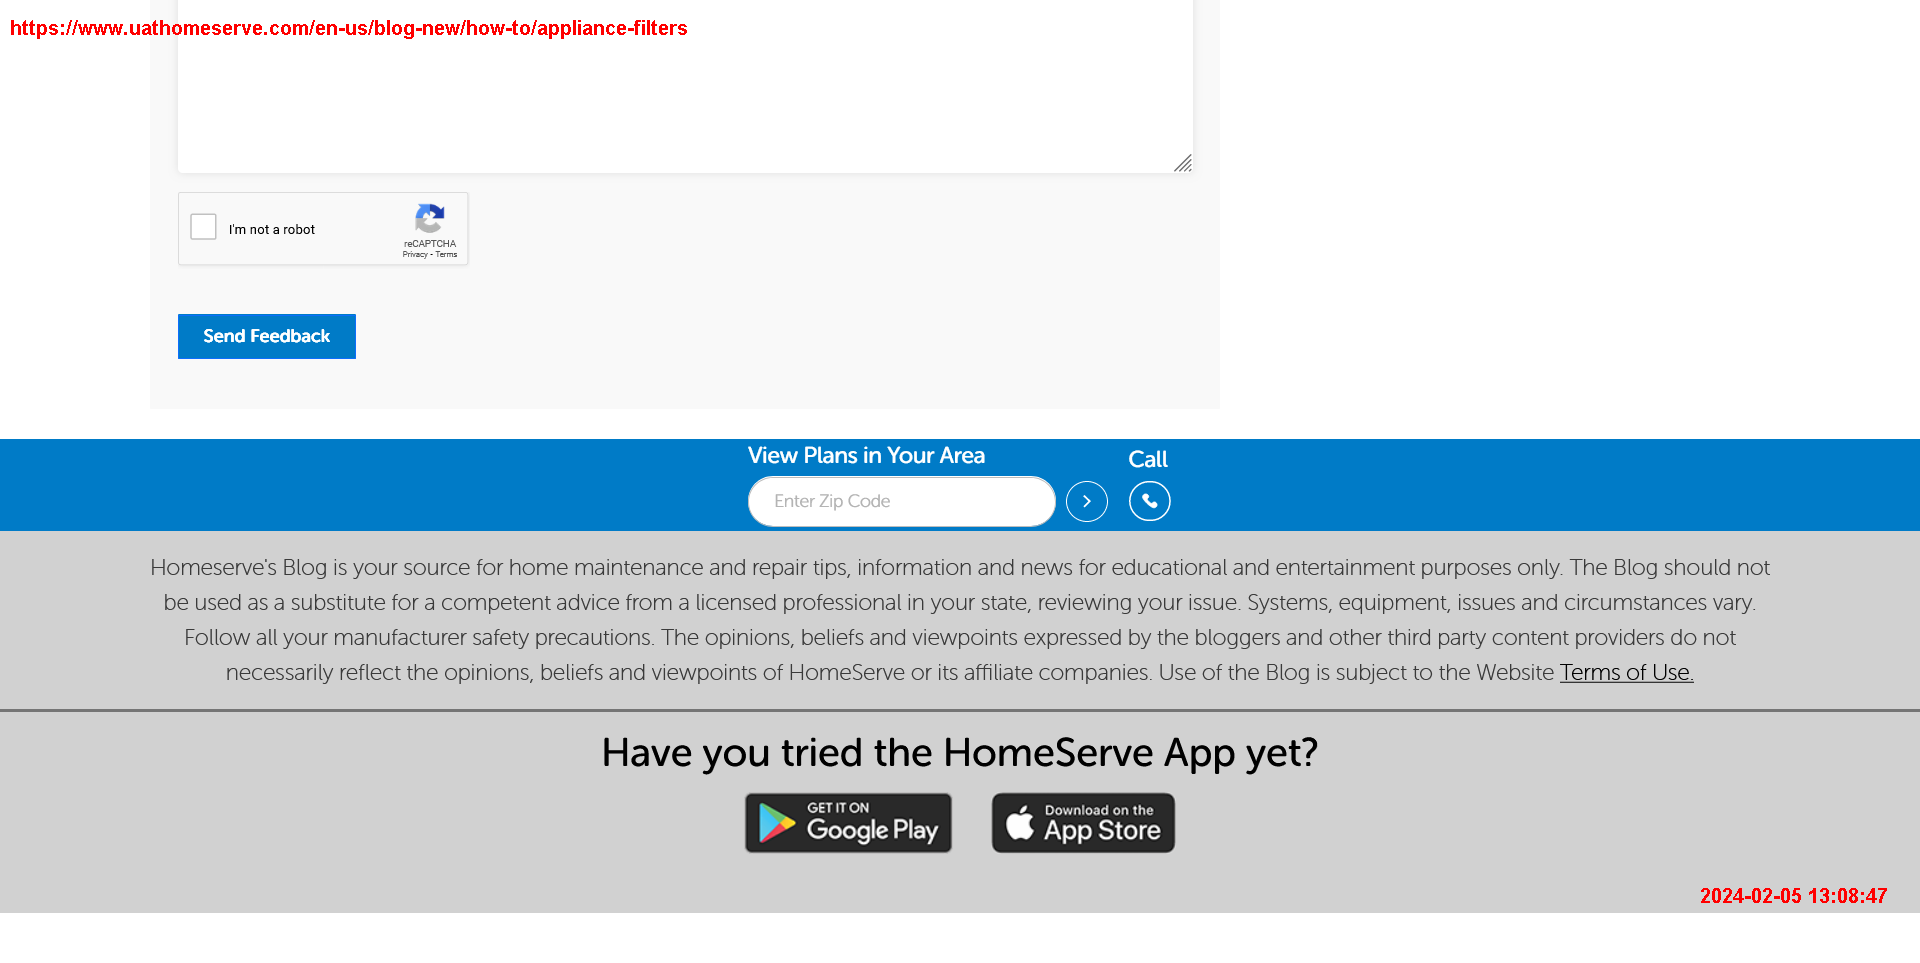 https://www.uathomeserve.com/en-us/blog-new/how-to/appliance-filters
I'm not a robot
reCAPTCHA
Privacy - Terms
Send Feedback
View Plans in Your Area
Call
Enter Zip Code
Homeserve's Blog is your source for home maintenance and repair tips, information and news for educational and entertainment purposes only. The Blog should not
be used as a substitute for a competent advice from a licensed professional in your state, reviewing your issue. Systems, equipment, issues and circumstances vary.
Follow all your manufacturer safety precautions. The opinions, beliefs and viewpoints expressed by the bloggers and other third party content providers do not
necessarily reflect the opinions, beliefs and viewpoints of HomeServe or its affiliate companies. Use of the Blog is subject to the Website Terms of Use.
Have you tried the HomeServe App yet?
GET IT ON
Google Play
Download on the
App Store
2024-02-05 13:08:47